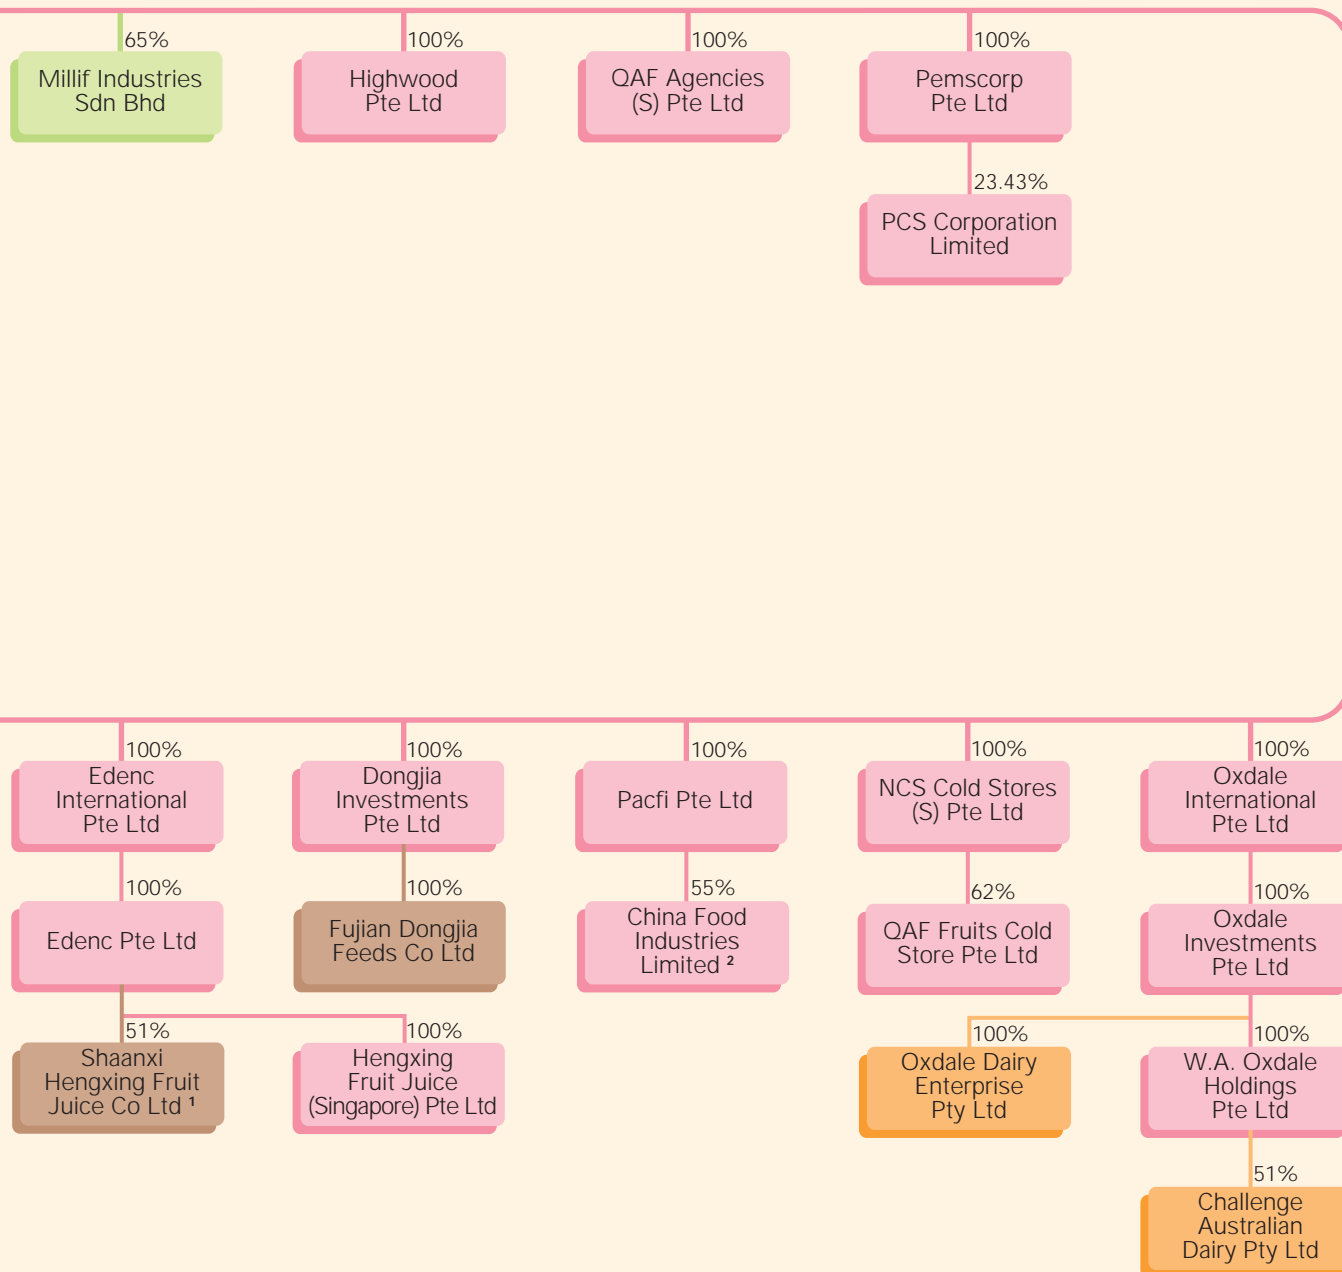 65%
Millif Industries
Sdn Bhd
100%
Highwood
Pte Ltd
100%
QAF Agencies
(S) Pte Ltd
100%
Pemscorp
Pte Ltd
23.43%
PCS Corporation
Limited
100%
Edenc
International
Pte Ltd
100%
Edenc Pte Ltd
51%
Shaanxi
Hengxing Fruit
Juice Co Ltd ¹
100%
Hengxing
Fruit Juice
(Singapore) Pte Ltd
100%
Dongjia
Investments
Pte Ltd
100%
Fujian Dongjia
Feeds Co Ltd
100%
Pacfi Pte Ltd
55%
China Food
Industries
Limited ²
100%
NCS Cold Stores
(S) Pte Ltd
62%
QAF Fruits Cold
Store Pte Ltd
100%
Oxdale
International
Pte Ltd
100%
Oxdale
Investments
Pte Ltd
100%
Oxdale Dairy
Enterprise
Pty Ltd
100%
W.A. Oxdale
Holdings
Pte Ltd
51%
Challenge
Australian
Dairy Pty Ltd